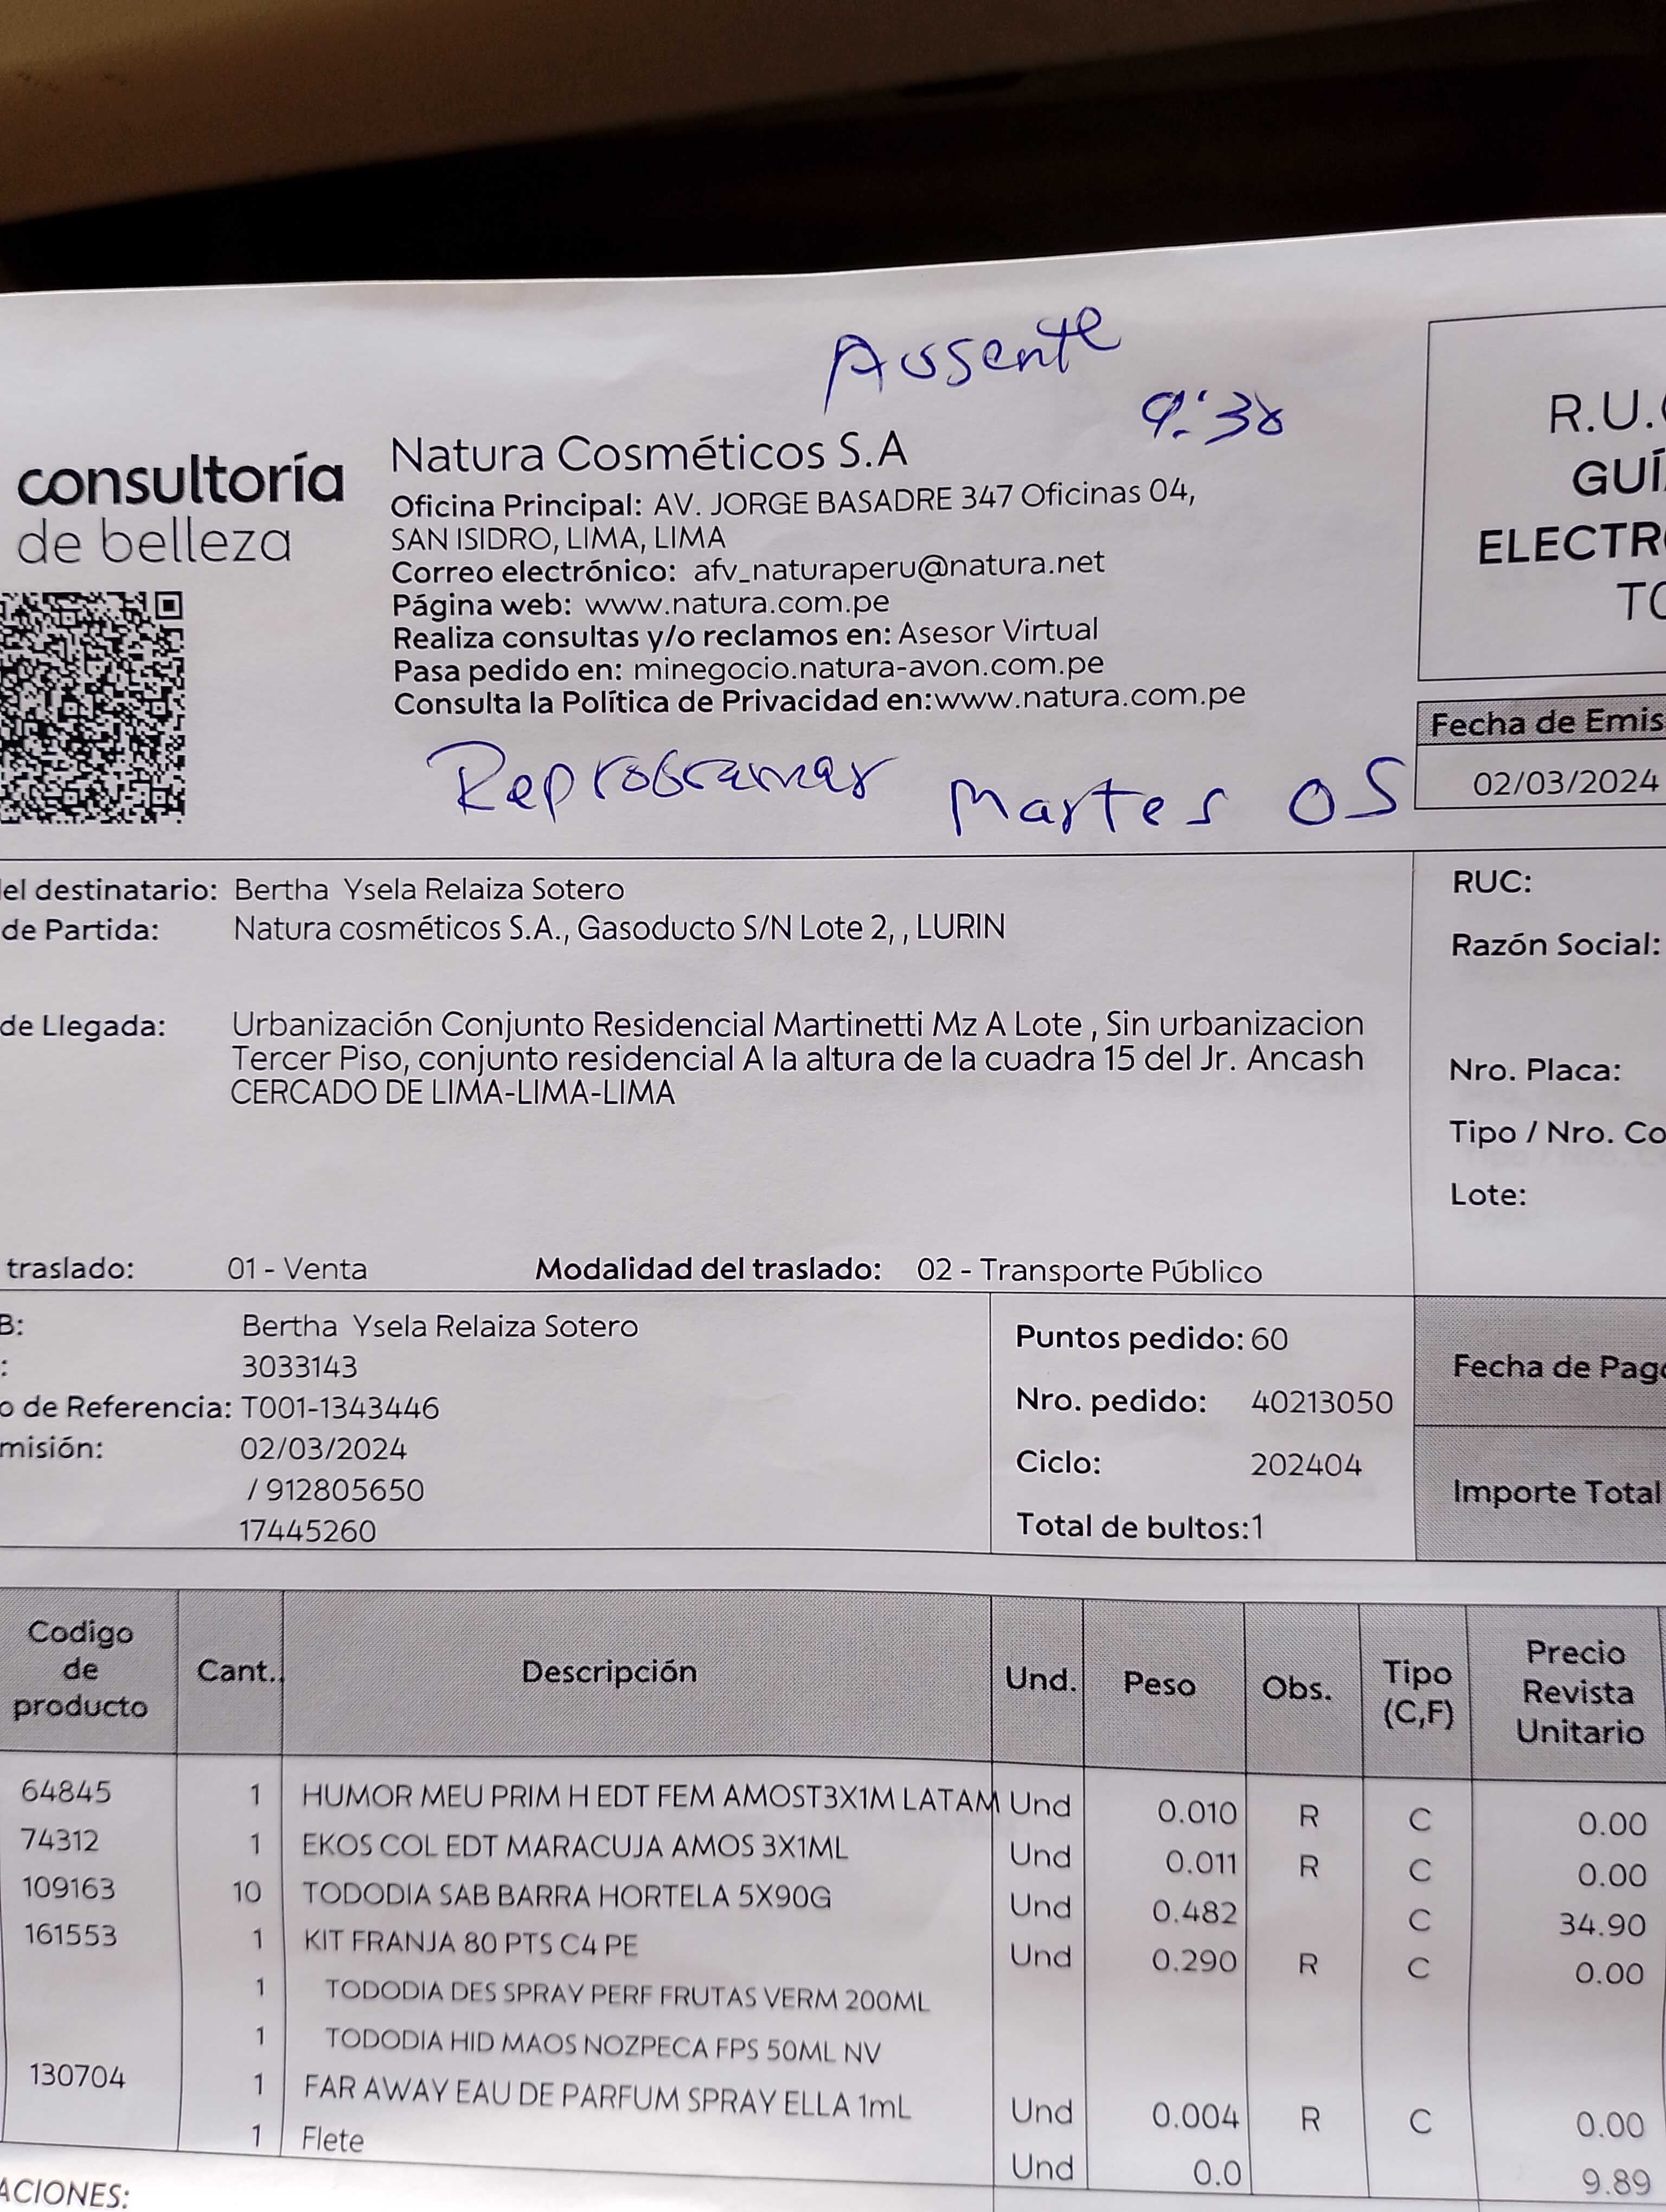 Aussente
9:30
consultoría
de belleza
Natura Cosméticos S.A
Oficina Principal: AV. JORGE BASADRE 347 Oficinas 04,
SAN ISIDRO, LIMA, LIMA
Correo electrónico: afv_naturaperu@natura.net
Página web: www.natura.com.pe
Realiza consultas y/o reclamos en: Asesor Virtual
Pasa pedido en: minegocio.natura-avon.com.pe
Consulta la Política de Privacidad en:www.natura.com.pe
R.U.
GUÍ
ELECTR
Fecha de Emis
02/03/2024
Reprogramar Martes 05
el destinatario: Bertha Ysela Relaiza Sotero
de Partida: Natura cosméticos S.A., Gasoducto S/N Lote 2, , LURIN
de Llegada: Urbanización Conjunto Residencial Martinetti Mz A Lote , Sin urbanizacion
Tercer Piso, conjunto residencial A la altura de la cuadra 15 del Jr. Ancash
CERCADO DE LIMA-LIMA-LIMA
RUC:
Razón Social:
Nro. Placa:
Tipo / Nro. Co
Lote:
traslado: 01 - Venta Modalidad del traslado: 02 - Transporte Público
B: Bertha Ysela Relaiza Sotero
: 3033143
o de Referencia: T001-1343446
misión: 02/03/2024
/ 912805650
17445260
Puntos pedido: 60
Nro. pedido: 40213050
Ciclo: 202404
Total de bultos:1
Fecha de Pag
Importe Total
Codigo de producto Cant. Descripción Und. Peso Obs. Tipo (C,F) Precio Revista Unitario
64845 1 HUMOR MEU PRIM H EDT FEM AMOST3X1M LATAM Und 0.010 R C 0.00
74312 1 EKOS COL EDT MARACUJA AMOS 3X1ML Und 0.011 R C 0.00
109163 10 TODODIA SAB BARRA HORTELA 5X90G Und 0.482 C 34.90
161553 1 KIT FRANJA 80 PTS C4 PE Und 0.290 R C 0.00
1 TODODIA DES SPRAY PERF FRUTAS VERM 200ML
1 TODODIA HID MAOS NOZPECA FPS 50ML NV
130704 1 FAR AWAY EAU DE PARFUM SPRAY ELLA 1mL Und 0.004 R C 0.00
1 Flete Und 0.0 9.89
ACIONES: